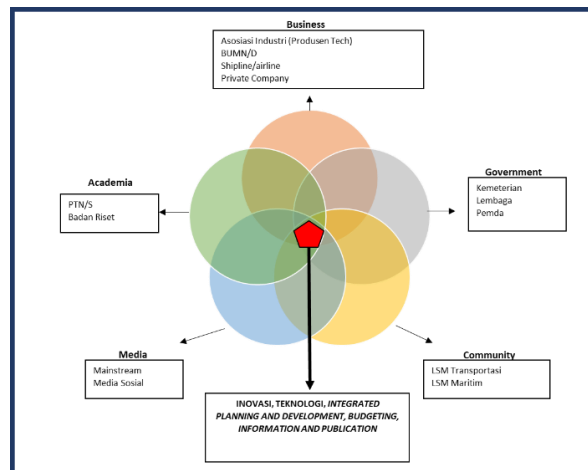 Business
Asosiasi Industri (Produsen Tech)
BUMN/D
Shipline/airline
Private Company
Academia
PTN/S
Badan Riset
Government
Kemeterian
Lembaga
Pemda
Media
Mainstream
Media Sosial
Community
LSM Transportasi
LSM Maritim
INOVASI, TEKNOLOGI, INTEGRATED
PLANNING AND DEVELOPMENT, BUDGETING,
INFORMATION AND PUBLICATION